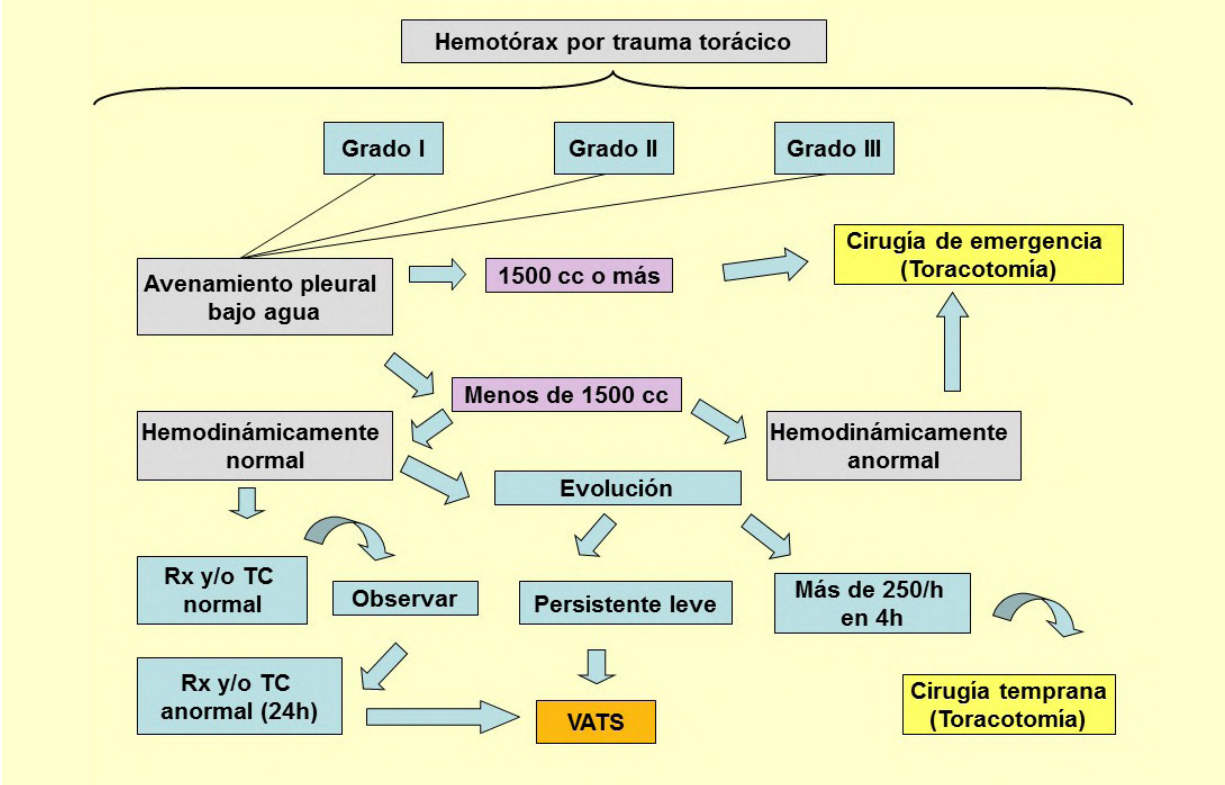 Hemotórax por trauma torácico
Grado I
Grado II
Grado III
Avenamiento pleural
bajo agua
1500 cc o más
Cirugía de emergencia
(Toracotomía)
Menos de 1500 cc
Hemodinámicamente
normal
Hemodinámicamente
anormal
Evolución
Rx y/o TC
normal
Observar
Persistente leve
Más de 250/h
en 4h
Rx y/o TC
anormal (24h)
VATS
Cirugía temprana
(Toracotomía)